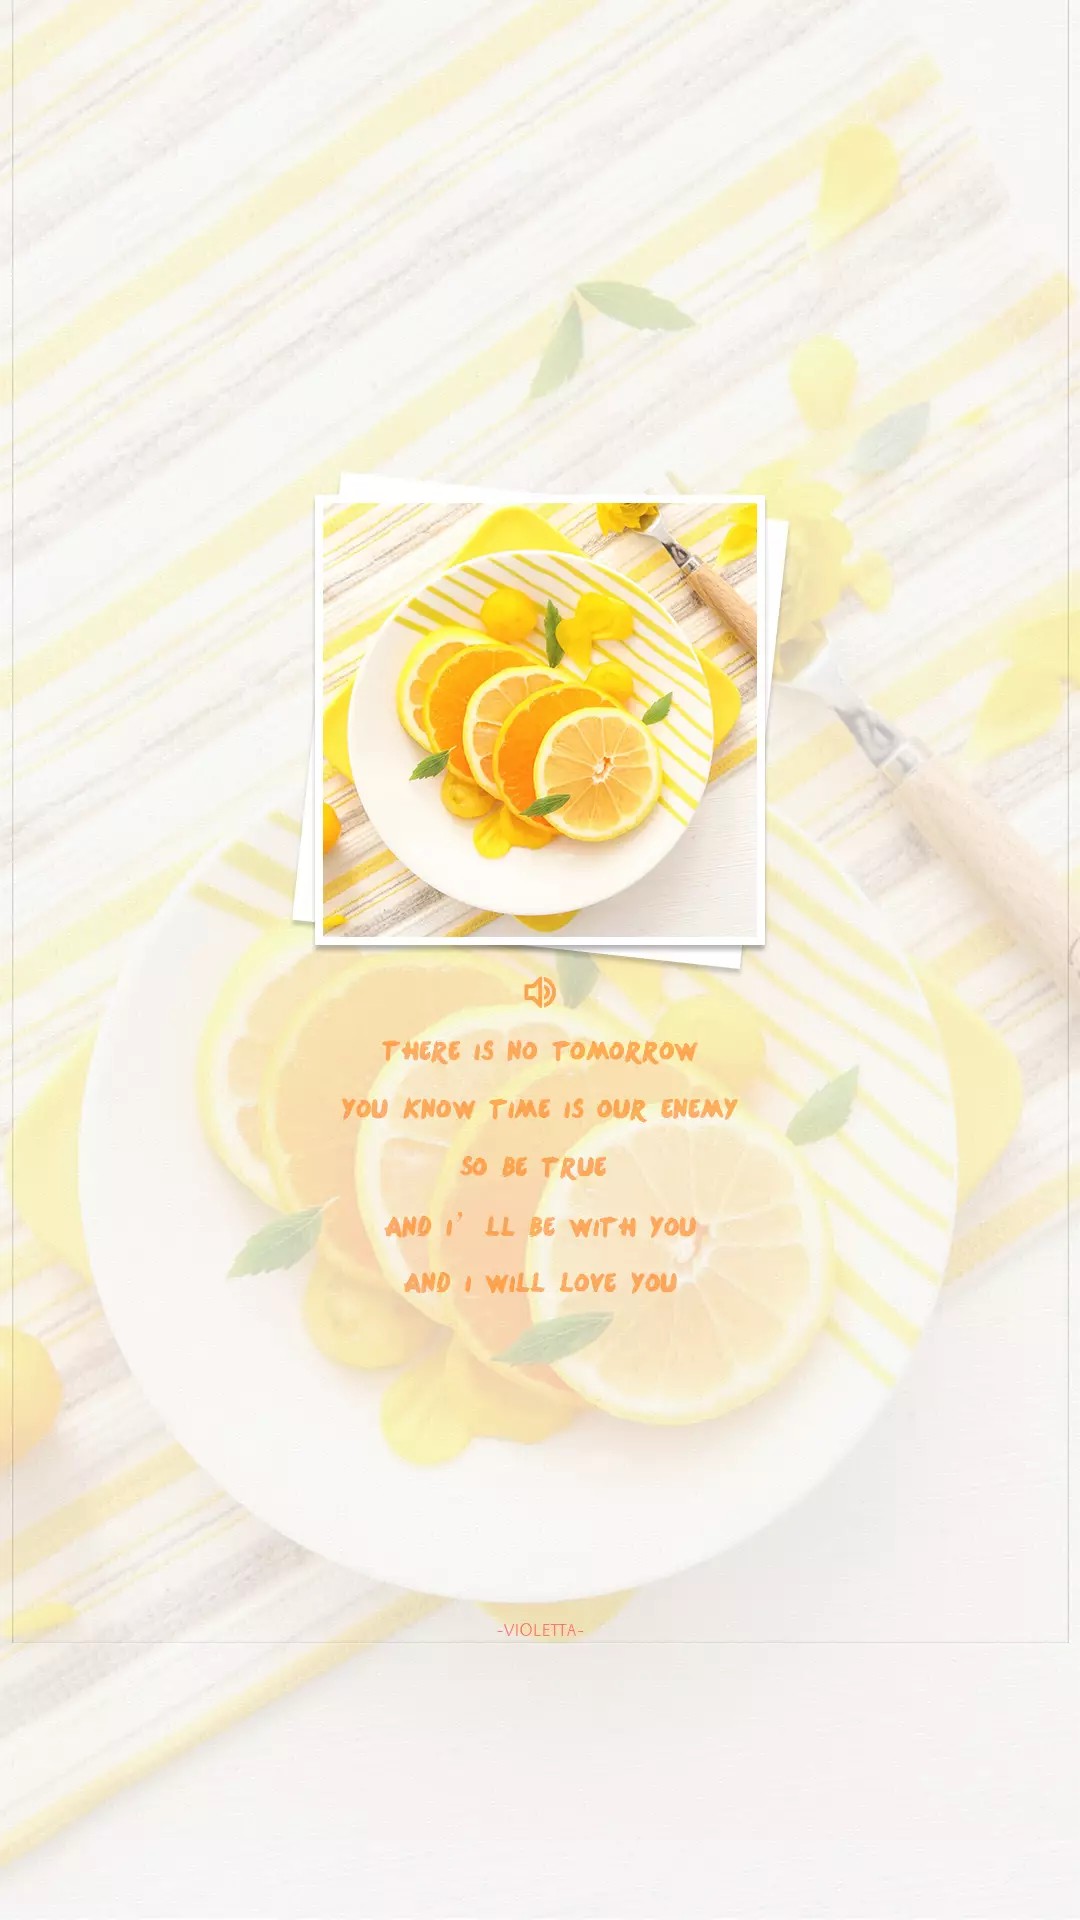 THERE IS NO TOMORROW
YOU KNOW TIME IS OUR ENEMY
SO BE TRUE
AND I’LL BE WITH YOU
AND I WILL LOVE YOU
-VIOLETTA-